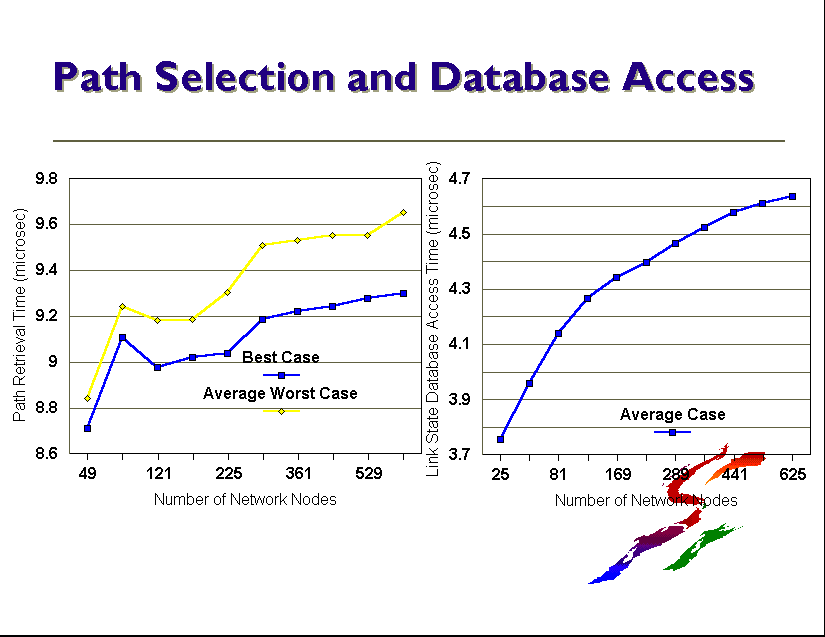 Path Selection and Database Access
Path Retrieval Time (microsec)
9.8
9.6
9.4
9.2
9
8.8
8.6
Best Case
Average Worst Case
49 121 225 361 529
Number of Network Nodes
Link State Database Access Time (microsec)
4.7
4.5
4.3
4.1
3.9
3.7
Average Case
25 81 169 289 441 625
Number of Network Nodes